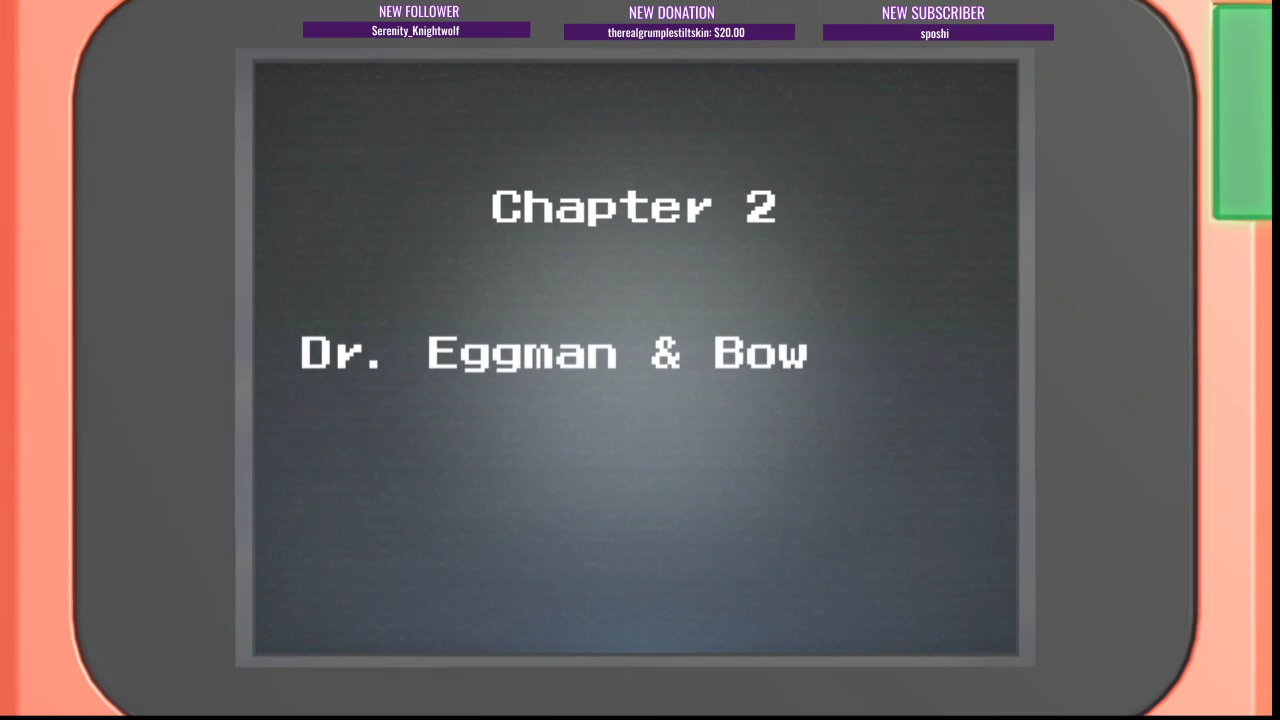 NEW FOLLOWER
Serenity_Knightwolf
NEW DONATION
therealgrumplestiltskin: $20.00
NEW SUBSCRIBER
sposhi
Chapter 2
Dr. Eggman & Bow